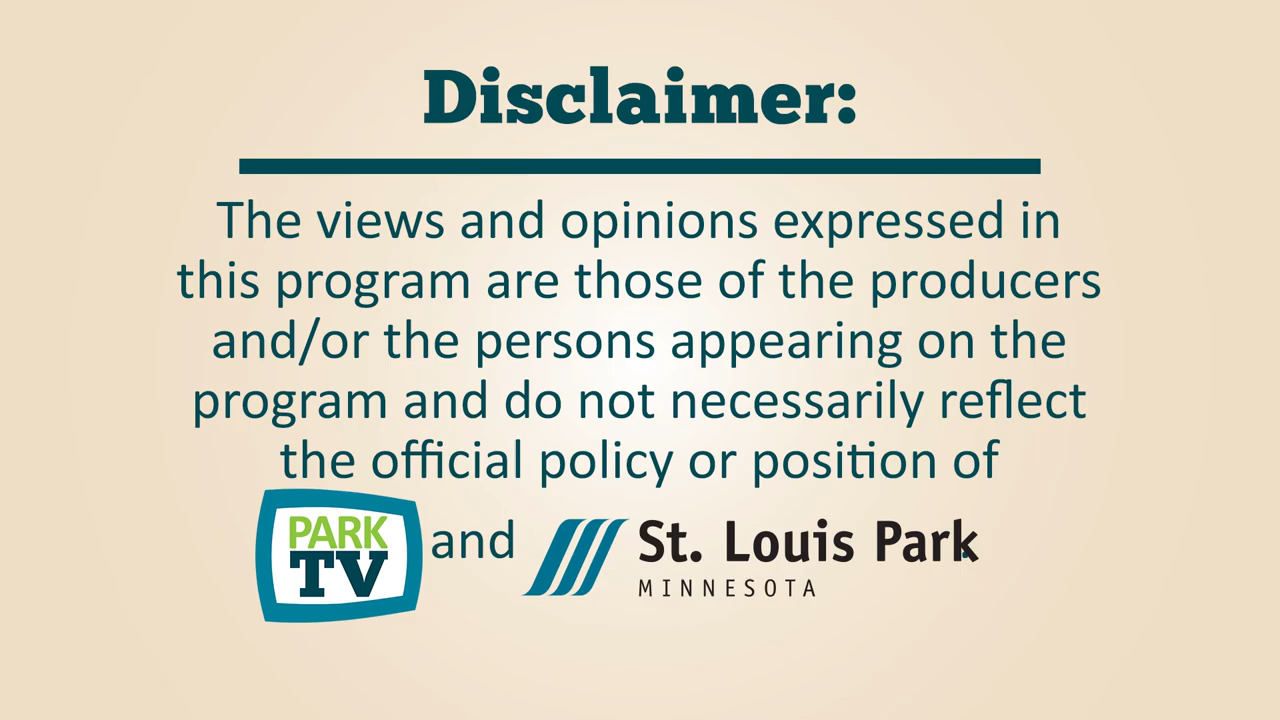 Disclaimer:
The views and opinions expressed in
this program are those of the producers
and/or the persons appearing on the
program and do not necessarily reflect
the official policy or position of
PARK
TV
and
St. Louis Park.
MINNESOTA